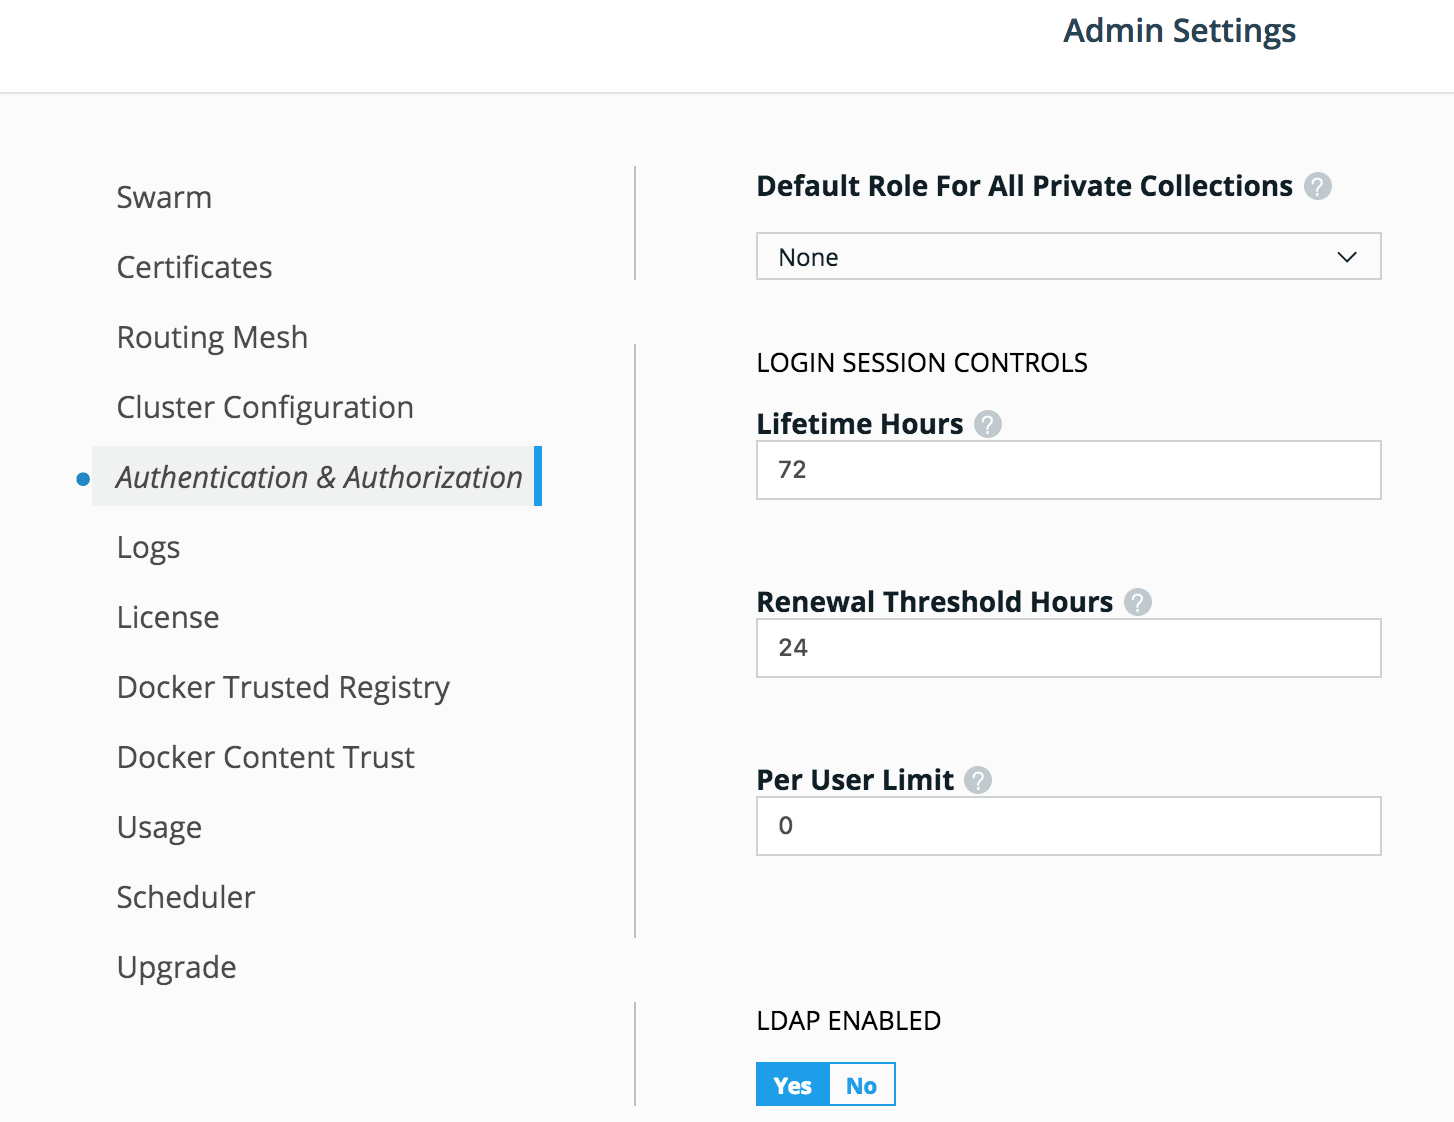 Admin Settings
Swarm
Certificates
Routing Mesh
Cluster Configuration
Authentication & Authorization
Logs
License
Docker Trusted Registry
Docker Content Trust
Usage
Scheduler
Upgrade
Default Role For All Private Collections ?
None
LOGIN SESSION CONTROLS
Lifetime Hours ?
72
Renewal Threshold Hours ?
24
Per User Limit ?
0
LDAP ENABLED
Yes No